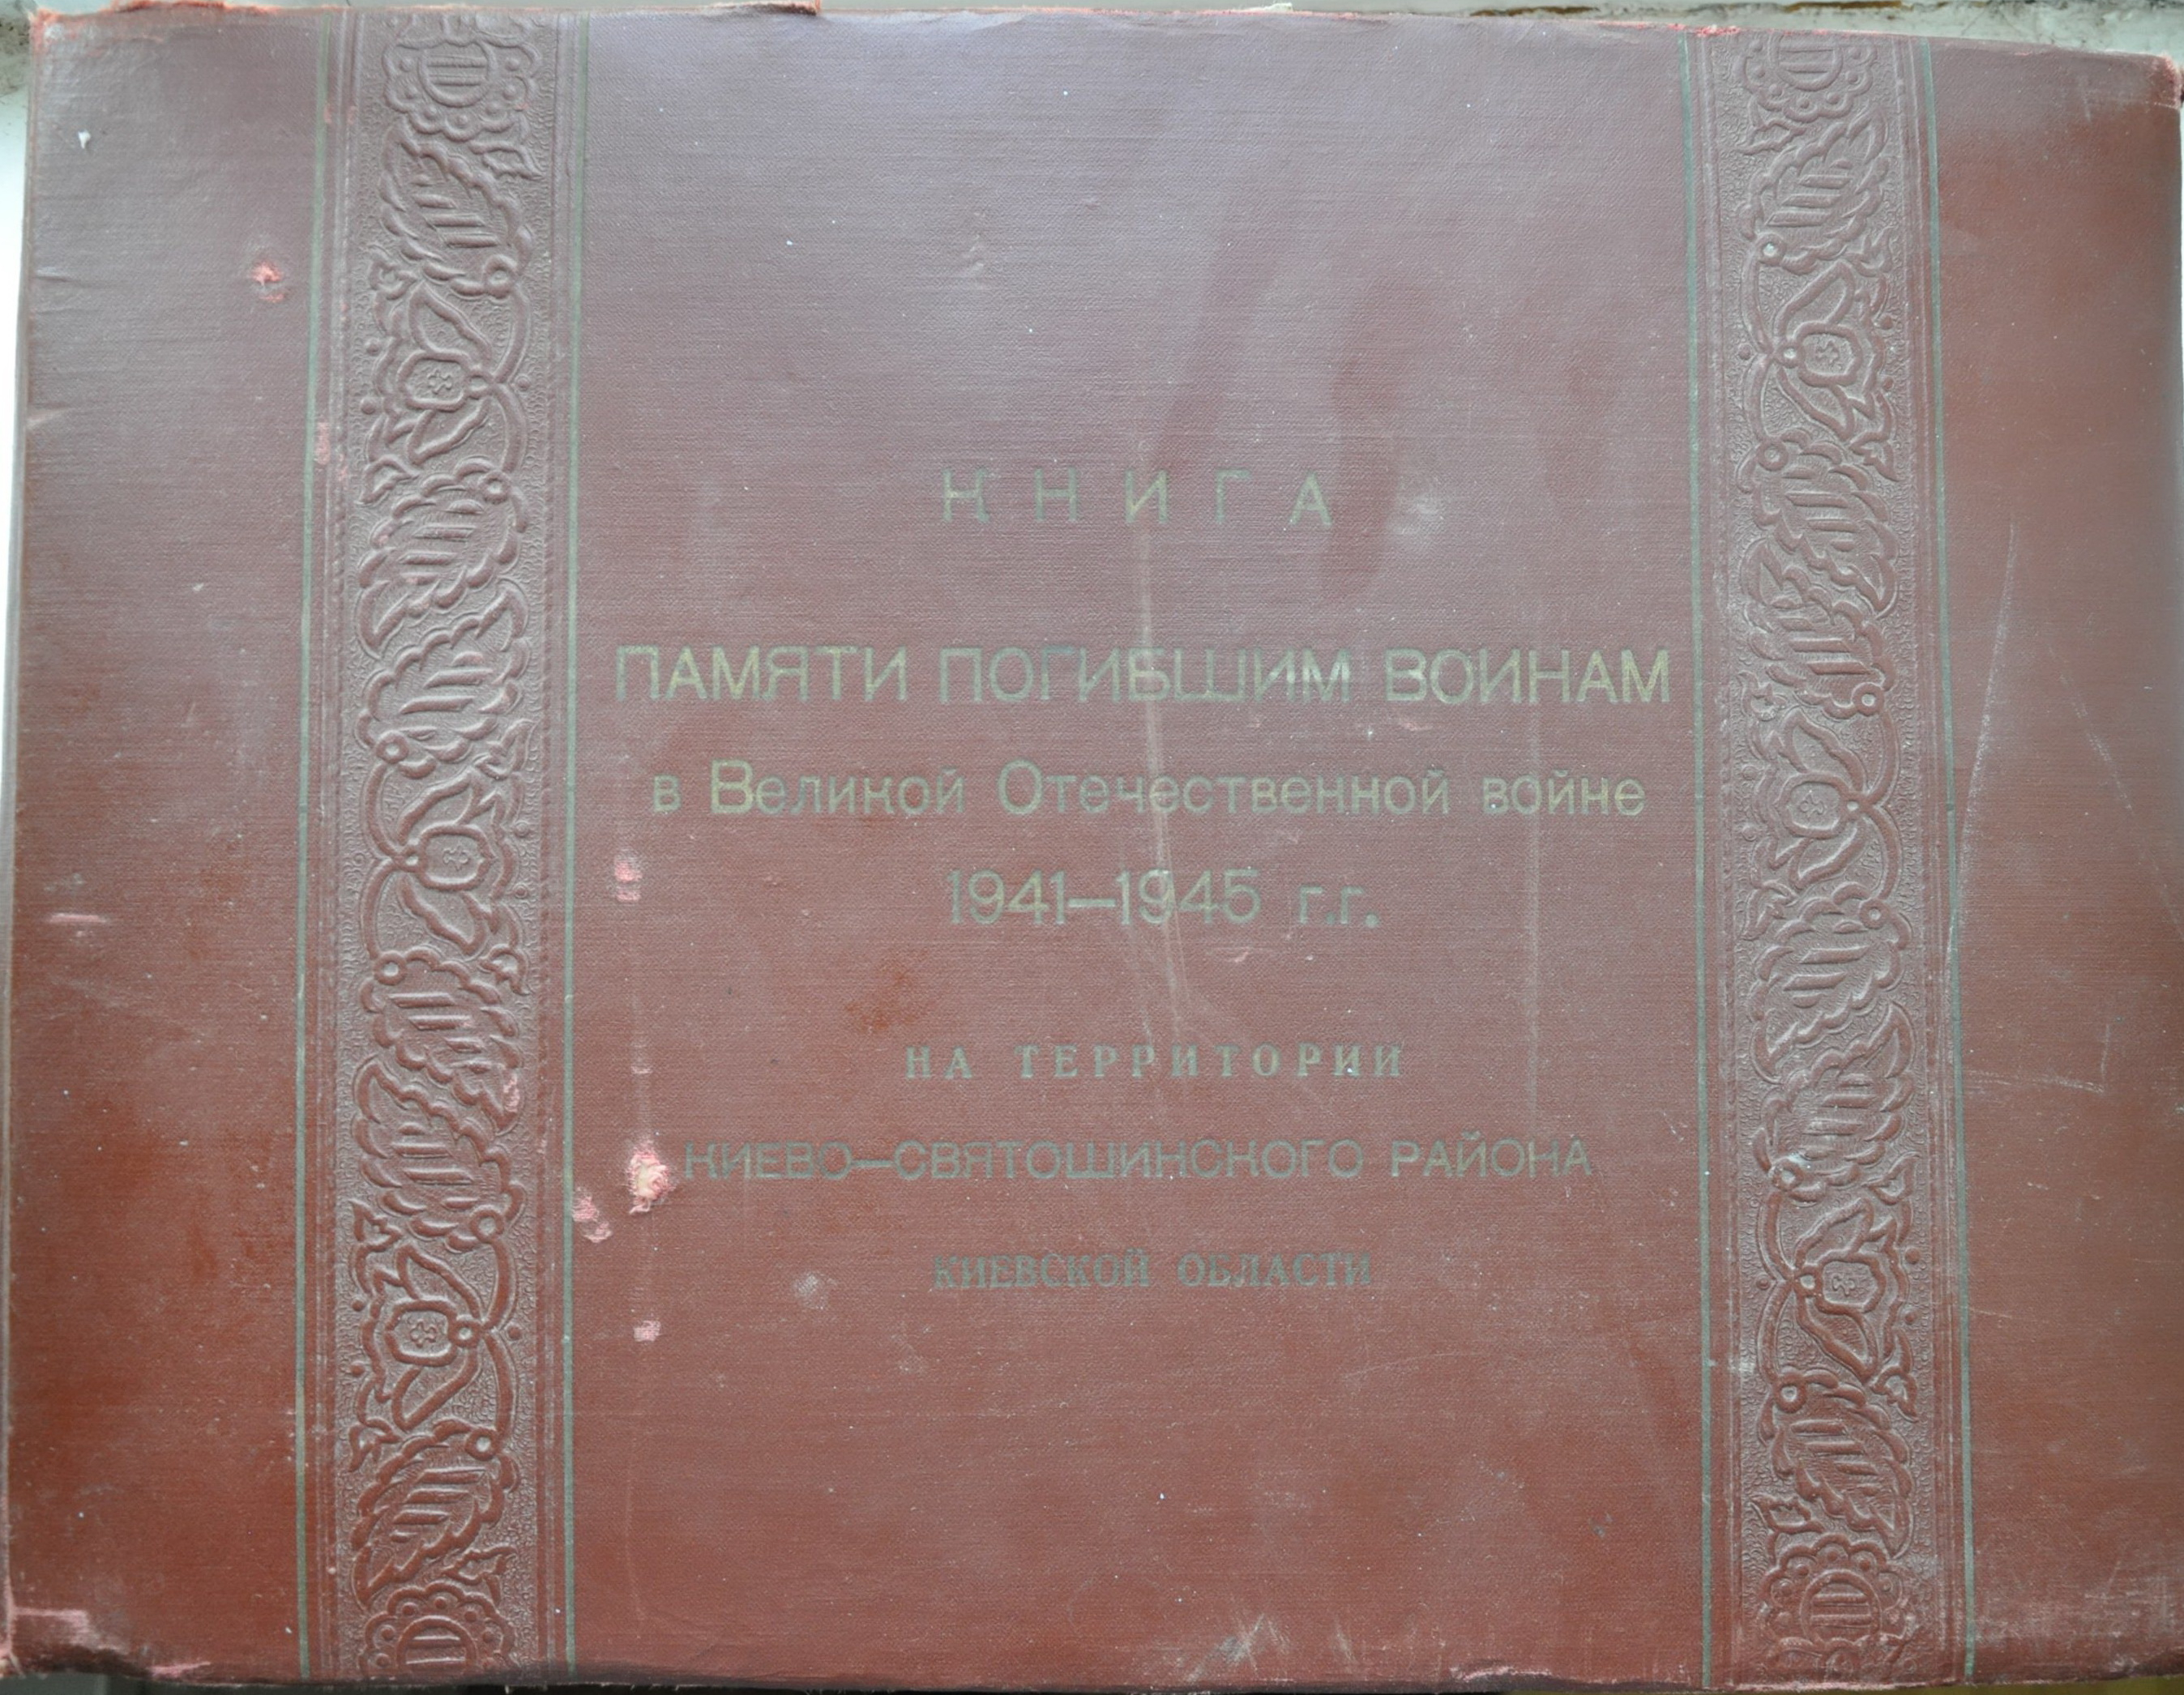 КНИГА
ПАМЯТИ ПОГИБШИМ ВОИНАМ
в Великой Отечественной войне
1941—1945 г.г.
НА ТЕРРИТОРИИ
КИЕВО—СВЯТОШИНСКОГО РАЙОНА
КИЕВСКОЙ ОБЛАСТИ